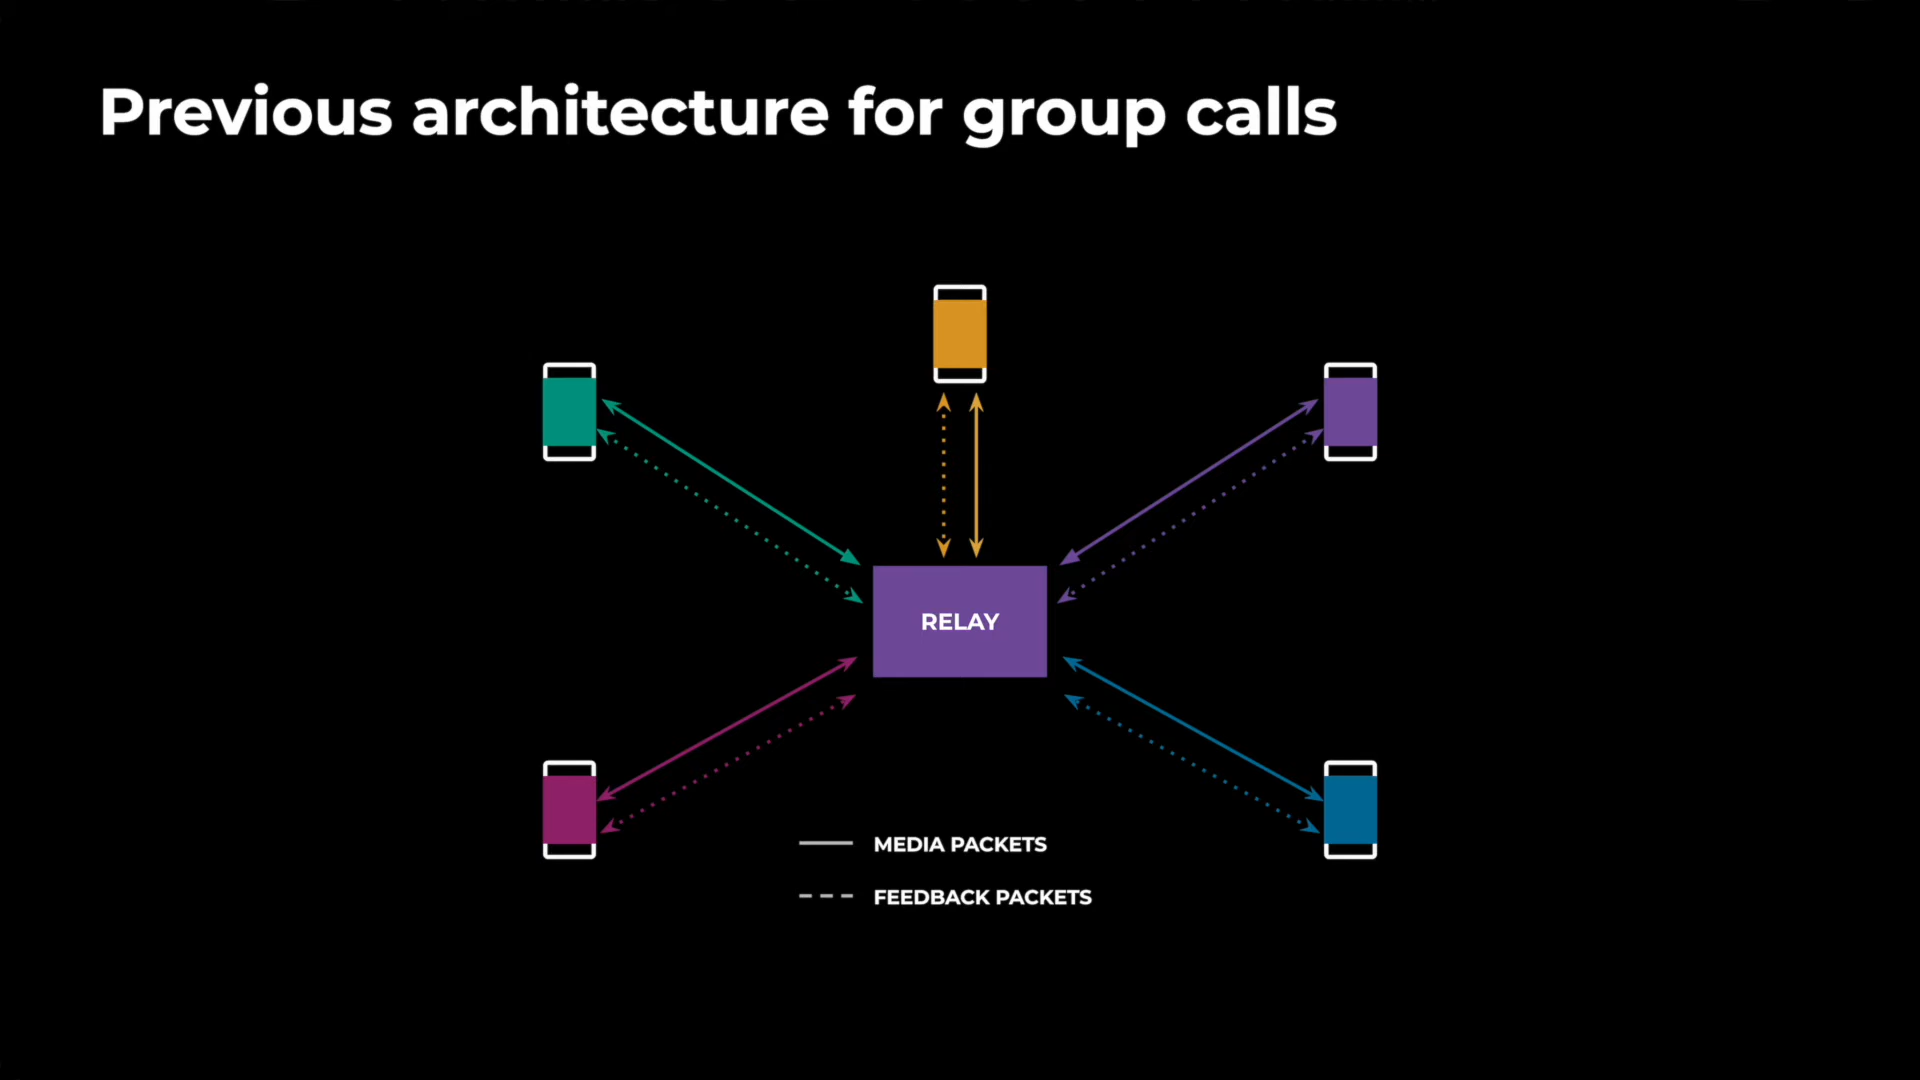 Previous architecture for group calls
RELAY
MEDIA PACKETS
FEEDBACK PACKETS